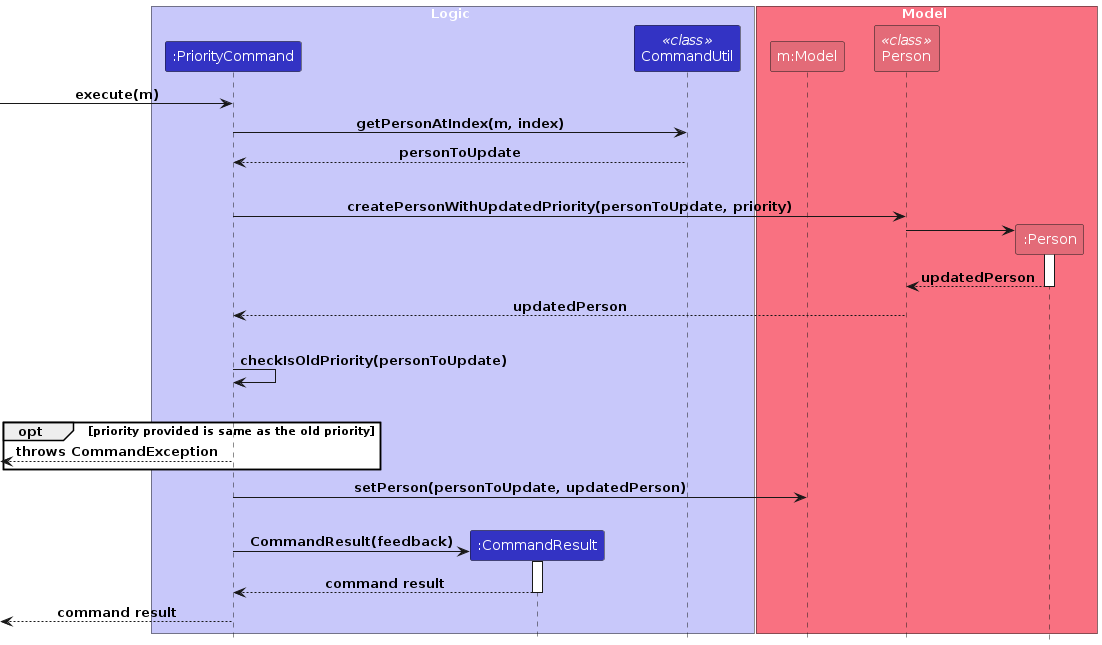 Logic
Model
:PriorityCommand
«class»
CommandUtil
m:Model
«class»
Person
execute(m)
getPersonAtIndex(m, index)
personToUpdate
createPersonWithUpdatedPriority(personToUpdate, priority)
:Person
updatedPerson
updatedPerson
checkIsOldPriority(personToUpdate)
opt
[priority provided is same as the old priority]
throws CommandException
setPerson(personToUpdate, updatedPerson)
CommandResult(feedback)
:CommandResult
command result
command result